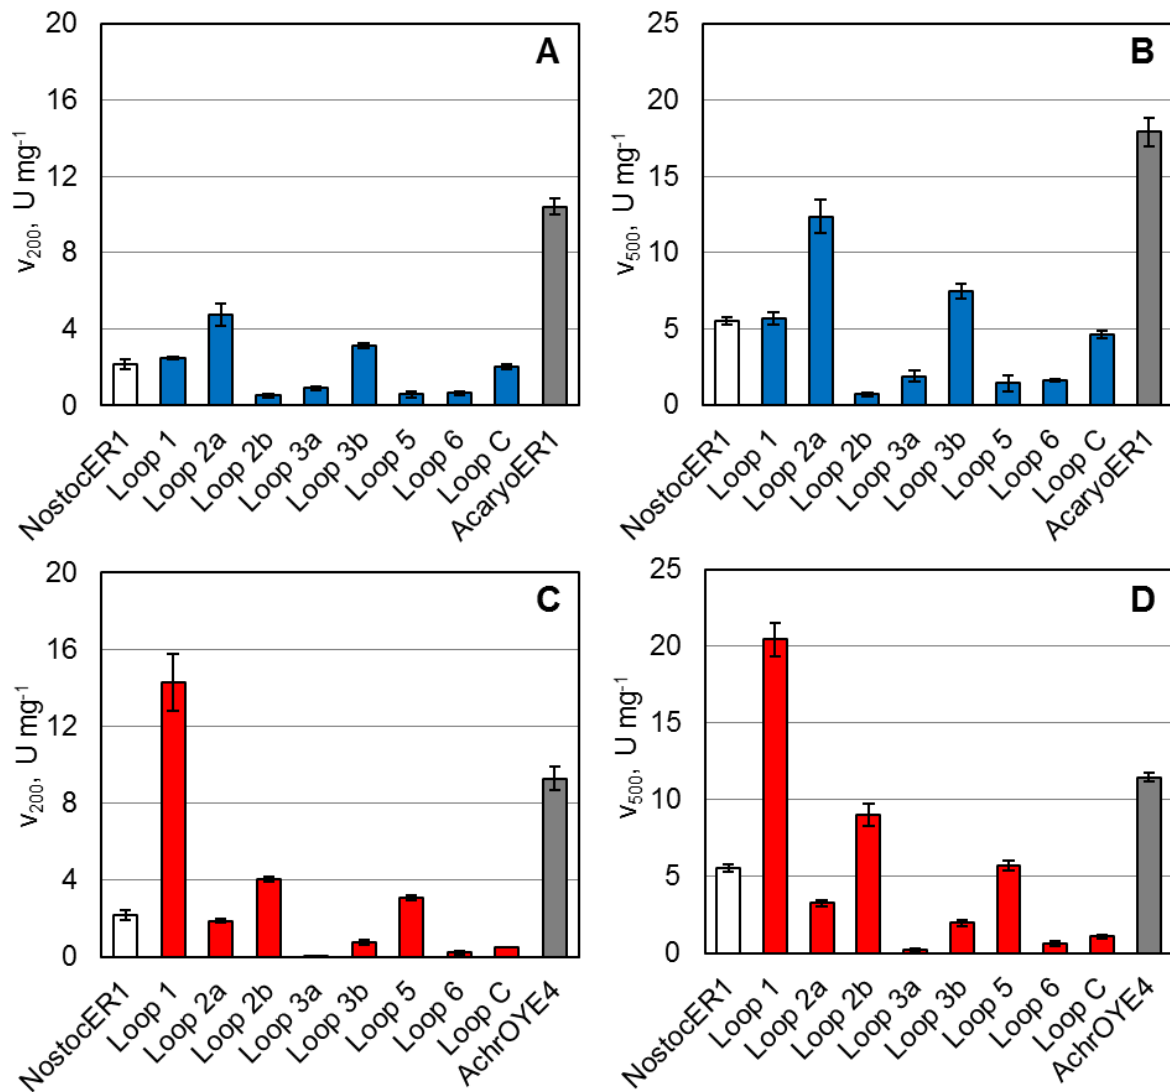 A
v200, U mg-1
20
16
12
8
4
0
NostocER1
Loop 1
Loop 2a
Loop 2b
Loop 3a
Loop 3b
Loop 5
Loop 6
Loop C
AcaryoER1
B
v500, U mg-1
25
20
15
10
5
0
NostocER1
Loop 1
Loop 2a
Loop 2b
Loop 3a
Loop 3b
Loop 5
Loop 6
Loop C
AcaryoER1
C
v200, U mg-1
20
16
12
8
4
0
NostocER1
Loop 1
Loop 2a
Loop 2b
Loop 3a
Loop 3b
Loop 5
Loop 6
Loop C
AchrOYE4
D
v500, U mg-1
25
20
15
10
5
0
NostocER1
Loop 1
Loop 2a
Loop 2b
Loop 3a
Loop 3b
Loop 5
Loop 6
Loop C
AchrOYE4